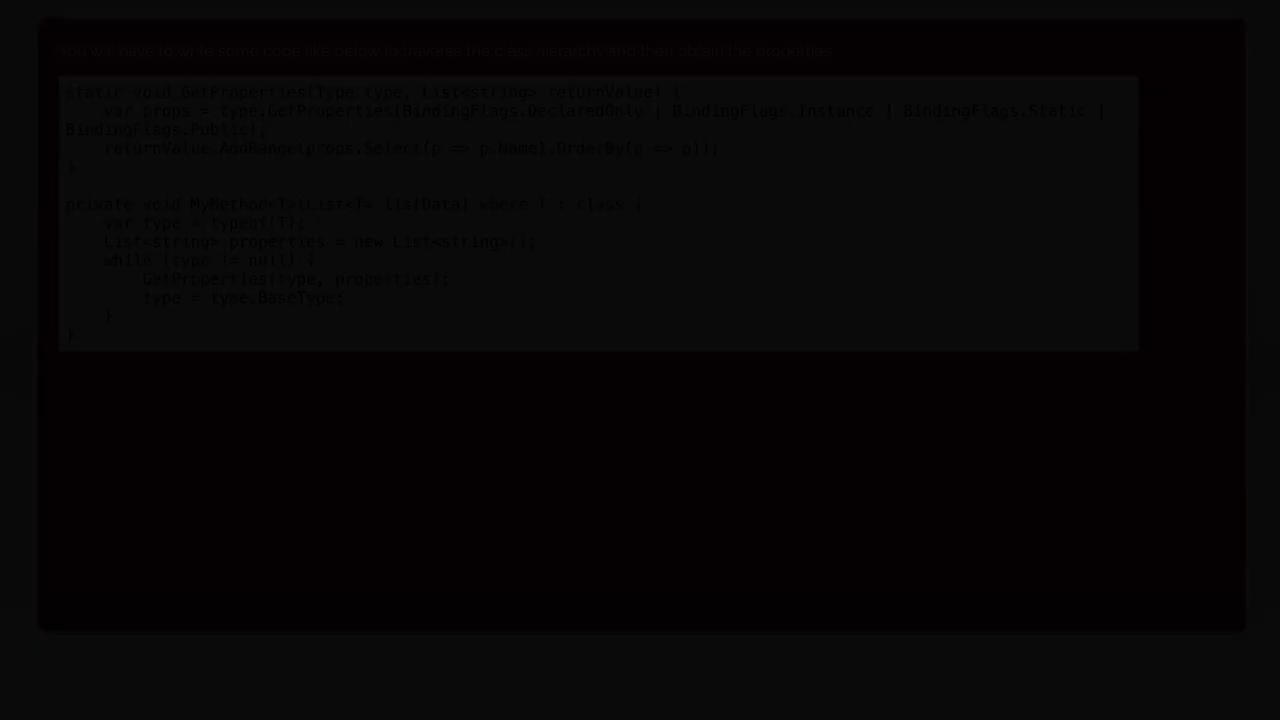 You will have to write some code like below to traverse the class hierarchy and then obtain the properties
static void GetProperties(Type type, List<string> returnValue) {
var props = type.GetProperties(BindingFlags.DeclaredOnly | BindingFlags.Instance | BindingFlags.Static |
BindingFlags.Public);
returnValue.AddRange(props.Select(p => p.Name).OrderBy(p => p));
}
private void MyMethod<T>(List<T> listData) where T : class {
var type = typeof(T);
List<string> properties = new List<string>();
while (type != null) {
GetProperties(type, properties);
type = type.BaseType;
}
}